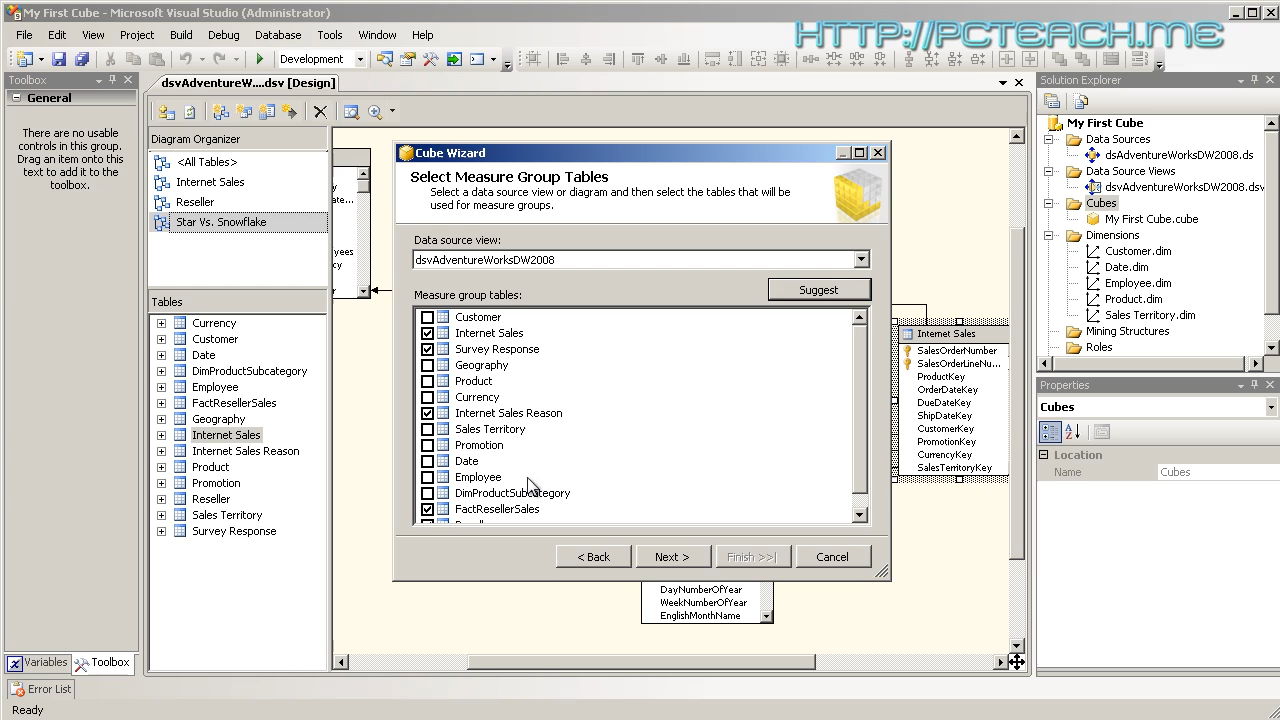 My First Cube - Microsoft Visual Studio (Administrator)
HTTP://PCTEACH.ME
File Edit View Project Build Debug Window Help
Development
Toolbox
General
There are no usable
controls in this group.
Drag an item onto this
text to add it to the
toolbox.
Variables
Toolbox
Error List
Ready
dsvAdventureW....dsv [Design]
Diagram Organizer
<All Tables>
Internet Sales
Reseller
Star Vs. Snowflake
Tables
Currency
Customer
Date
DimProductSubcategory
Employee
FactResellerSales
Geography
Internet Sales
Internet Sales Reason
Product
Promotion
Reseller
Sales Territory
Survey Response
Cube Wizard
Select Measure Group Tables
Select a data source view or diagram and then select the tables that will be
used for measure groups.
Data source view:
dsvAdventureWorksDW2008
Suggest
Measure group tables:
Customer
Internet Sales
Survey Response
Geography
Product
Currency
Internet Sales Reason
Sales Territory
Promotion
Date
Employee
DimProductSubcategory
FactResellerSales
< Back
Next >
Finish >>|
Cancel
DayNumberOfYear
WeekNumberOfYear
EnglishMonthName
Internet Sales
SalesOrderNumber
SalesOrderLineNu...
ProductKey
OrderDateKey
DueDateKey
ShipDateKey
CustomerKey
PromotionKey
CurrencyKey
SalesTerritoryKey
Solution Explorer
My First Cube
Data Sources
dsAdventureWorksDW2008.ds
Data Source Views
dsvAdventureWorksDW2008.dsv
Cubes
My First Cube.cube
Dimensions
Customer.dim
Date.dim
Employee.dim
Product.dim
Sales Territory.dim
Mining Structures
Roles
Properties
Cubes
Location
Name Cubes